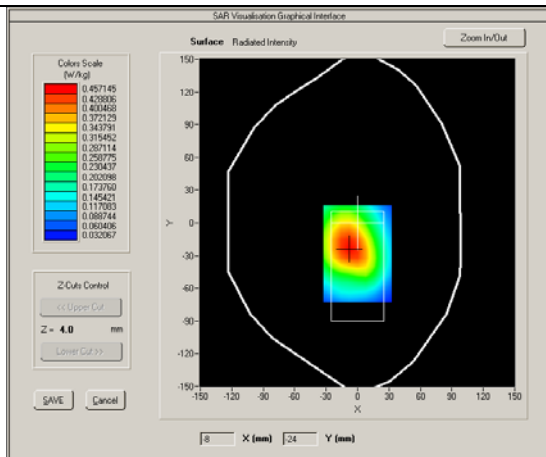 SAR Visualisation Graphical Interface
Surface Radiated Intensity
Zoom In/Out
Colors Scale
(W/kg)
0.457145
0.428806
0.400468
0.372129
0.343791
0.315452
0.287114
0.258775
0.230437
0.202098
0.173760
0.145421
0.117083
0.088744
0.060406
0.032067
Z-Cuts Control
<< Upper Cut
Z = 4.0 mm
Lower Cut >>
SAVE Cancel
150-
120-
90-
60-
30-
0-
-30-
-60-
-90-
-120-
-150-
Y
-150 -120 -90 -60 -30 0 30 60 90 120 150
X
-8 X (mm) -24 Y (mm)